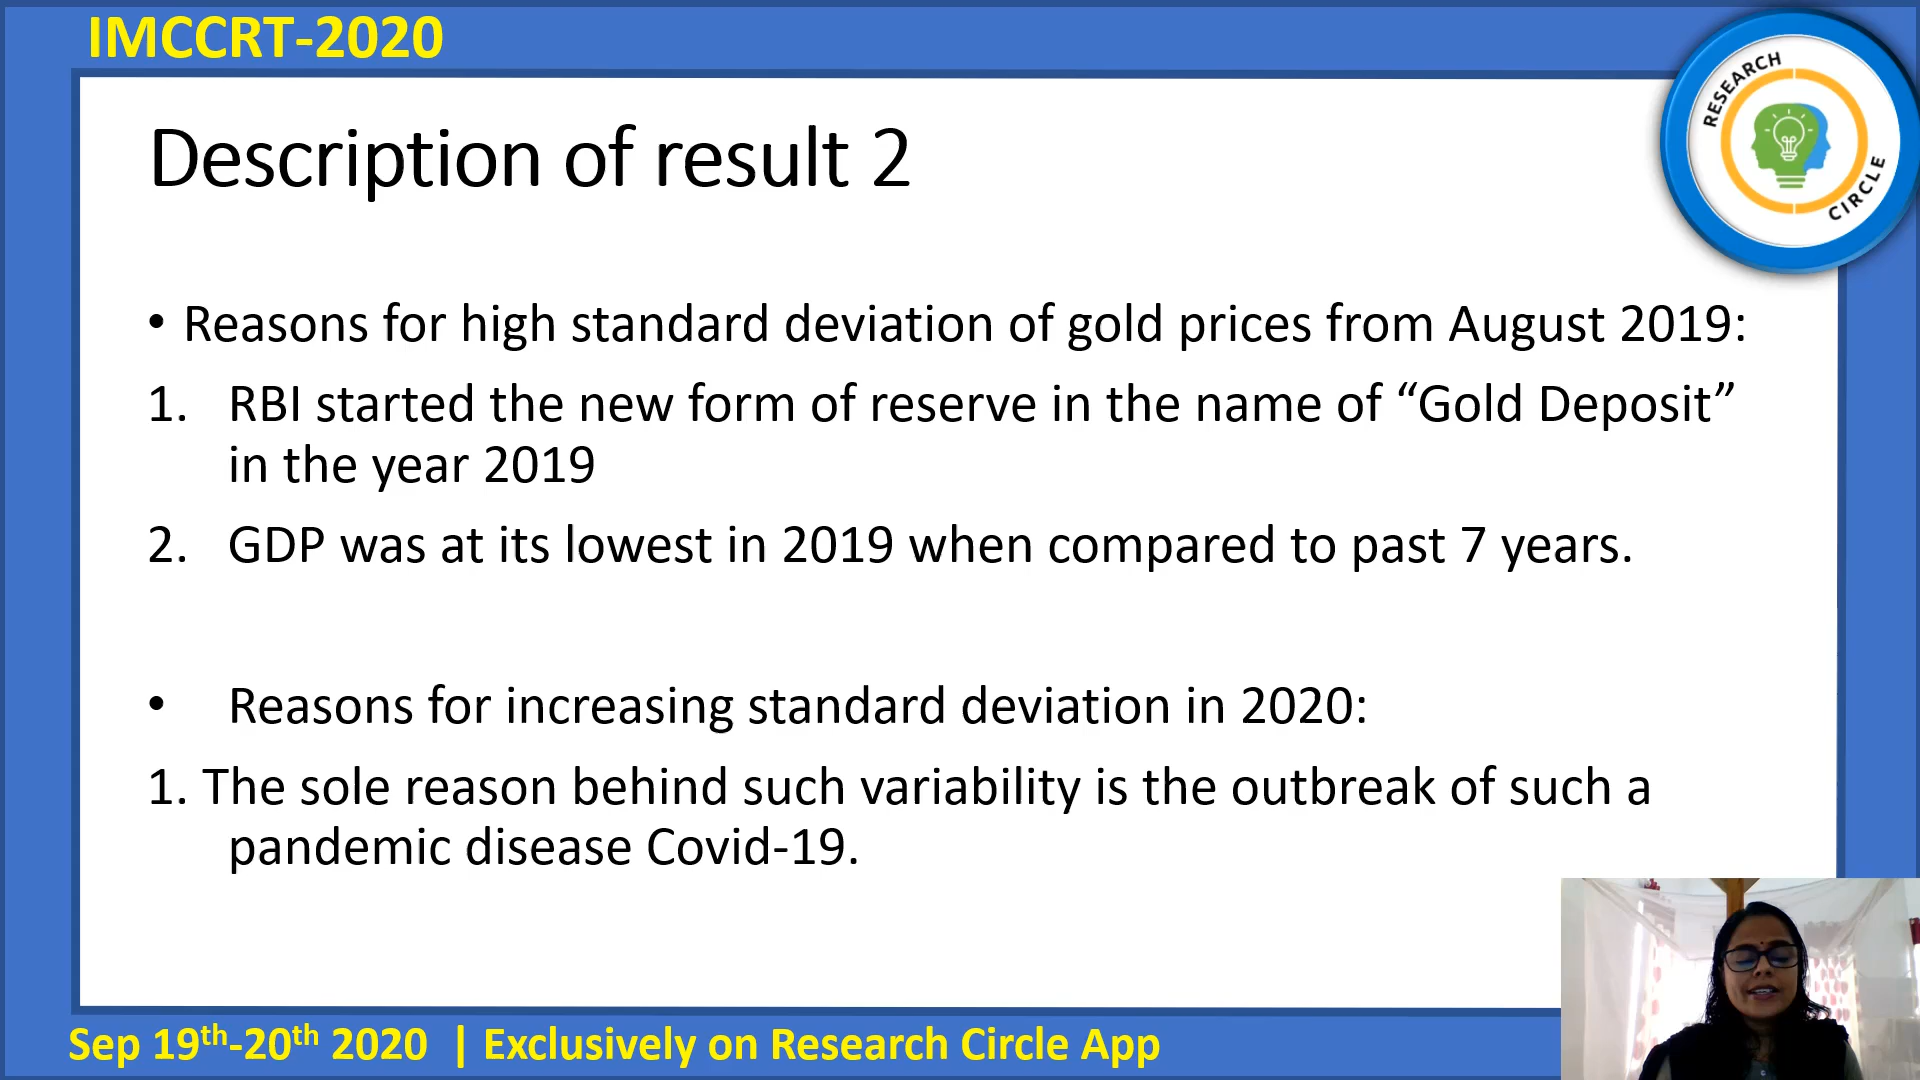 IMCCRT-2020
RESEARCH
CIRCLE
Description of result 2
• Reasons for high standard deviation of gold prices from August 2019:
1. RBI started the new form of reserve in the name of “Gold Deposit”
in the year 2019
2. GDP was at its lowest in 2019 when compared to past 7 years.
• Reasons for increasing standard deviation in 2020:
1. The sole reason behind such variability is the outbreak of such a
pandemic disease Covid-19.
Sep 19th-20th 2020 | Exclusively on Research Circle App